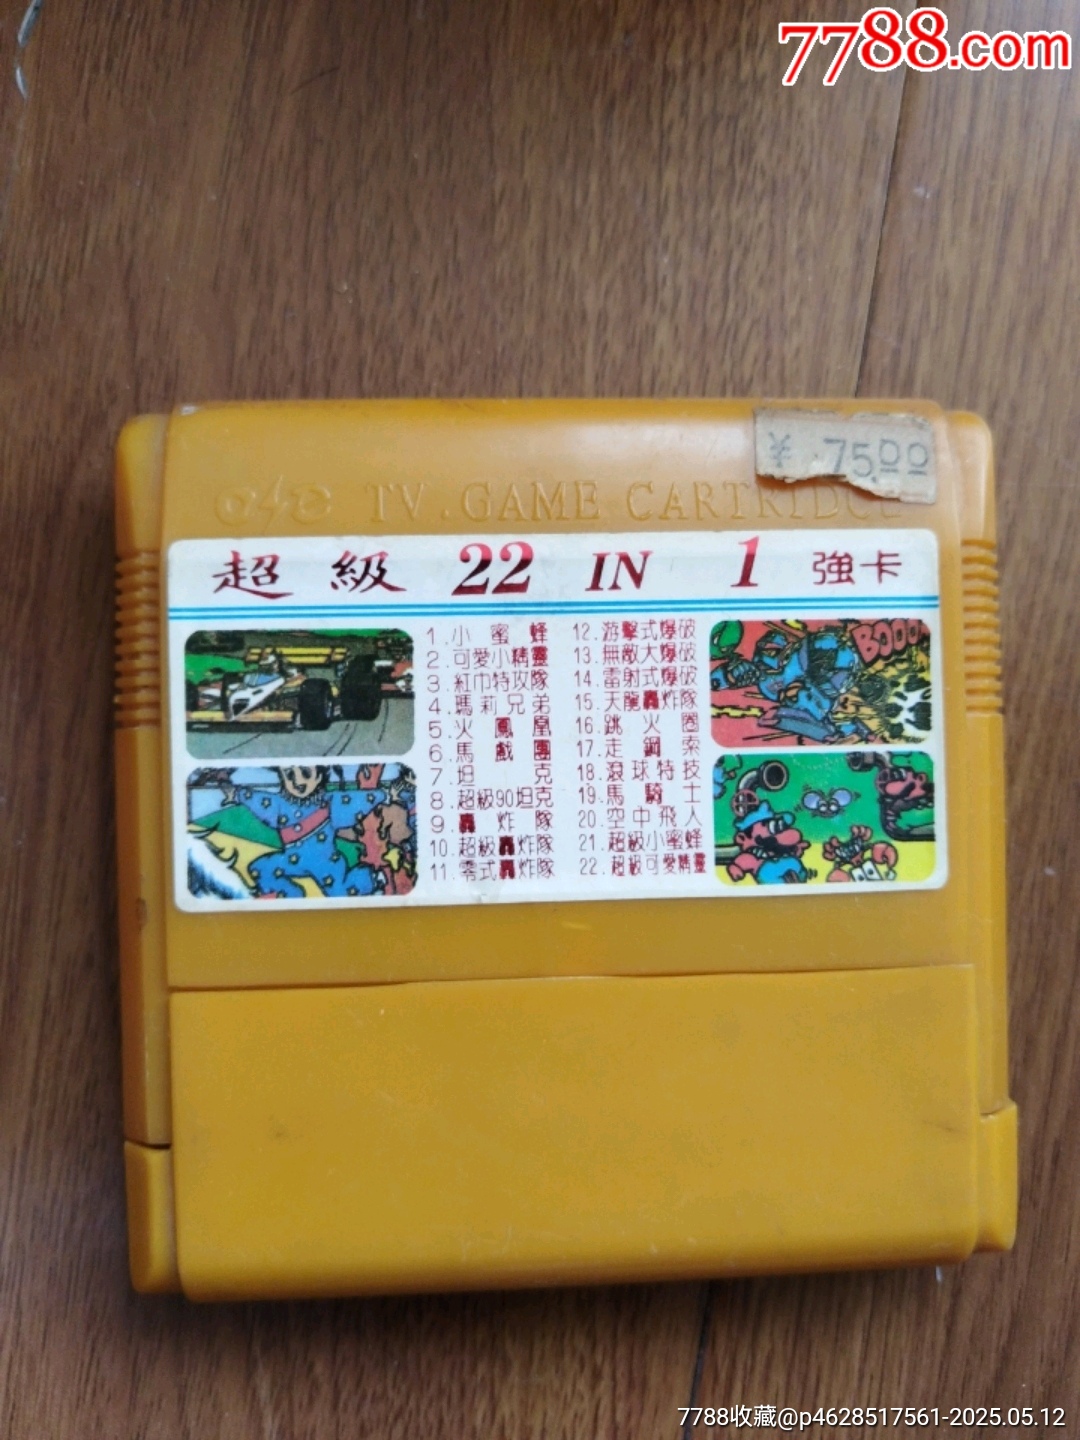 7788.com
¥ 75.00
TV.GAME CARTRIDGE
超級 22 IN 1 強卡
1.小蜜蜂
2.可愛小精靈
3.紅巾特攻隊
4.瑪莉兄弟
5.火鳳凰
6.馬戲團
7.坦克
8.超級90坦克
9.轟炸隊
10.超級轟炸隊
11.零式轟炸隊
12.游擊式爆破
13.無敵大爆破
14.雷射式爆破
15.天龍轟炸隊
16.跳火圈
17.走鋼索
18.滾球特技
19.馬騎士
20.空中飛人
21.超級小蜜蜂
22.超級可愛精靈
BOOO
7788收藏@p4628517561-2025.05.12